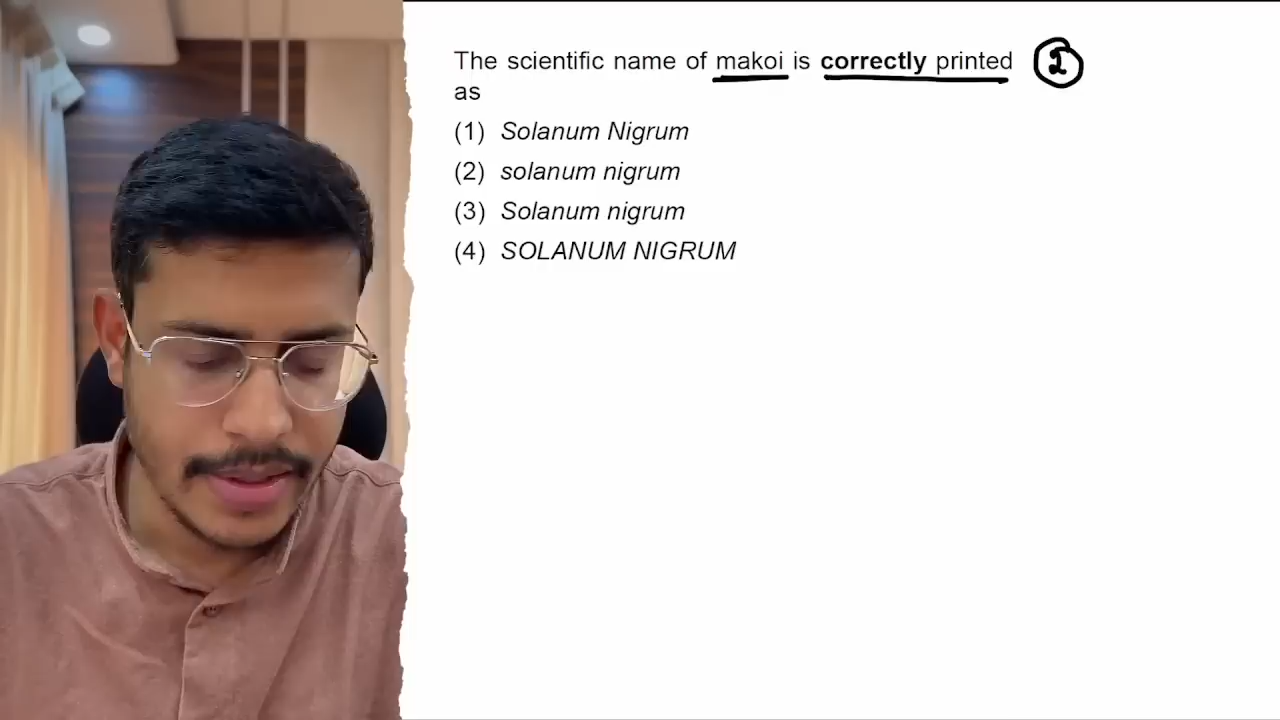 The scientific name of makoi is correctly printed
as
(1) Solanum Nigrum
(2) solanum nigrum
(3) Solanum nigrum
(4) SOLANUM NIGRUM